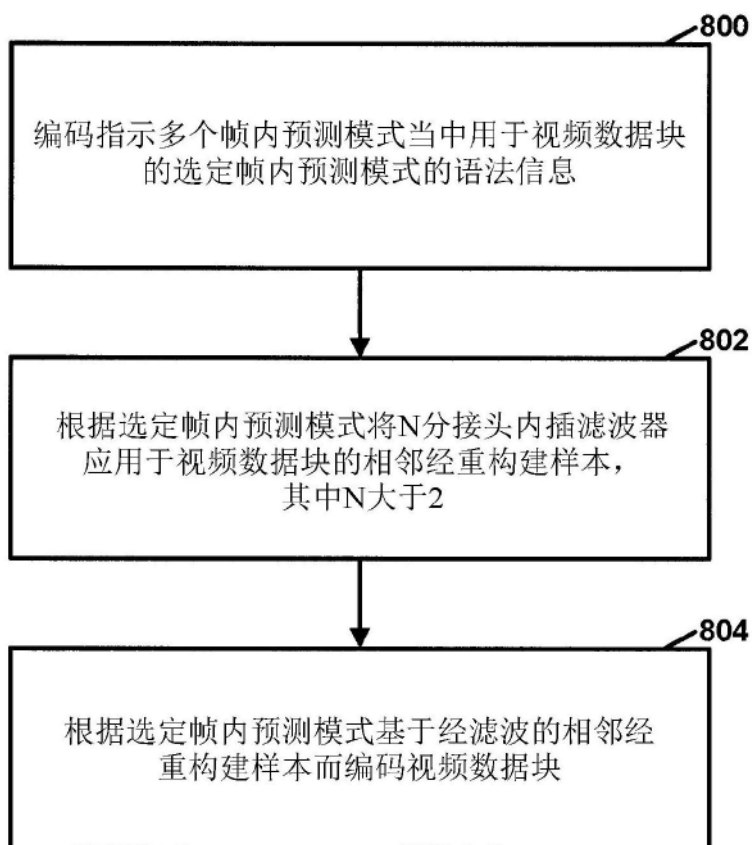 800
编码指示多个帧内预测模式当中用于视频数据块
的选定帧内预测模式的语法信息
802
根据选定帧内预测模式将N分接头内插滤波器
应用于视频数据块的相邻经重构建样本，
其中N大于2
804
根据选定帧内预测模式基于经滤波的相邻经
重构建样本而编码视频数据块